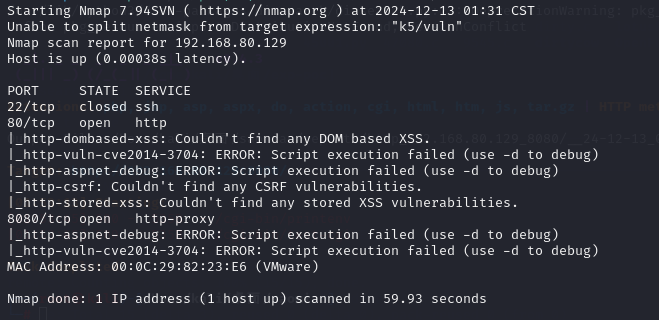 Starting Nmap 7.94SVN ( https://nmap.org ) at 2024-12-13 01:31 CST
Unable to split netmask from target expression: "k5/vuln"
Nmap scan report for 192.168.80.129
Host is up (0.00038s latency).

PORT     STATE  SERVICE
22/tcp   closed ssh
80/tcp   open   http
|_http-dombased-xss: Couldn't find any DOM based XSS.
|_http-vuln-cve2014-3704: ERROR: Script execution failed (use -d to debug)
|_http-aspnet-debug: ERROR: Script execution failed (use -d to debug)
|_http-csrf: Couldn't find any CSRF vulnerabilities.
|_http-stored-xss: Couldn't find any stored XSS vulnerabilities.
8080/tcp open   http-proxy
|_http-aspnet-debug: ERROR: Script execution failed (use -d to debug)
|_http-vuln-cve2014-3704: ERROR: Script execution failed (use -d to debug)
MAC Address: 00:0C:29:82:23:E6 (VMware)

Nmap done: 1 IP address (1 host up) scanned in 59.93 seconds